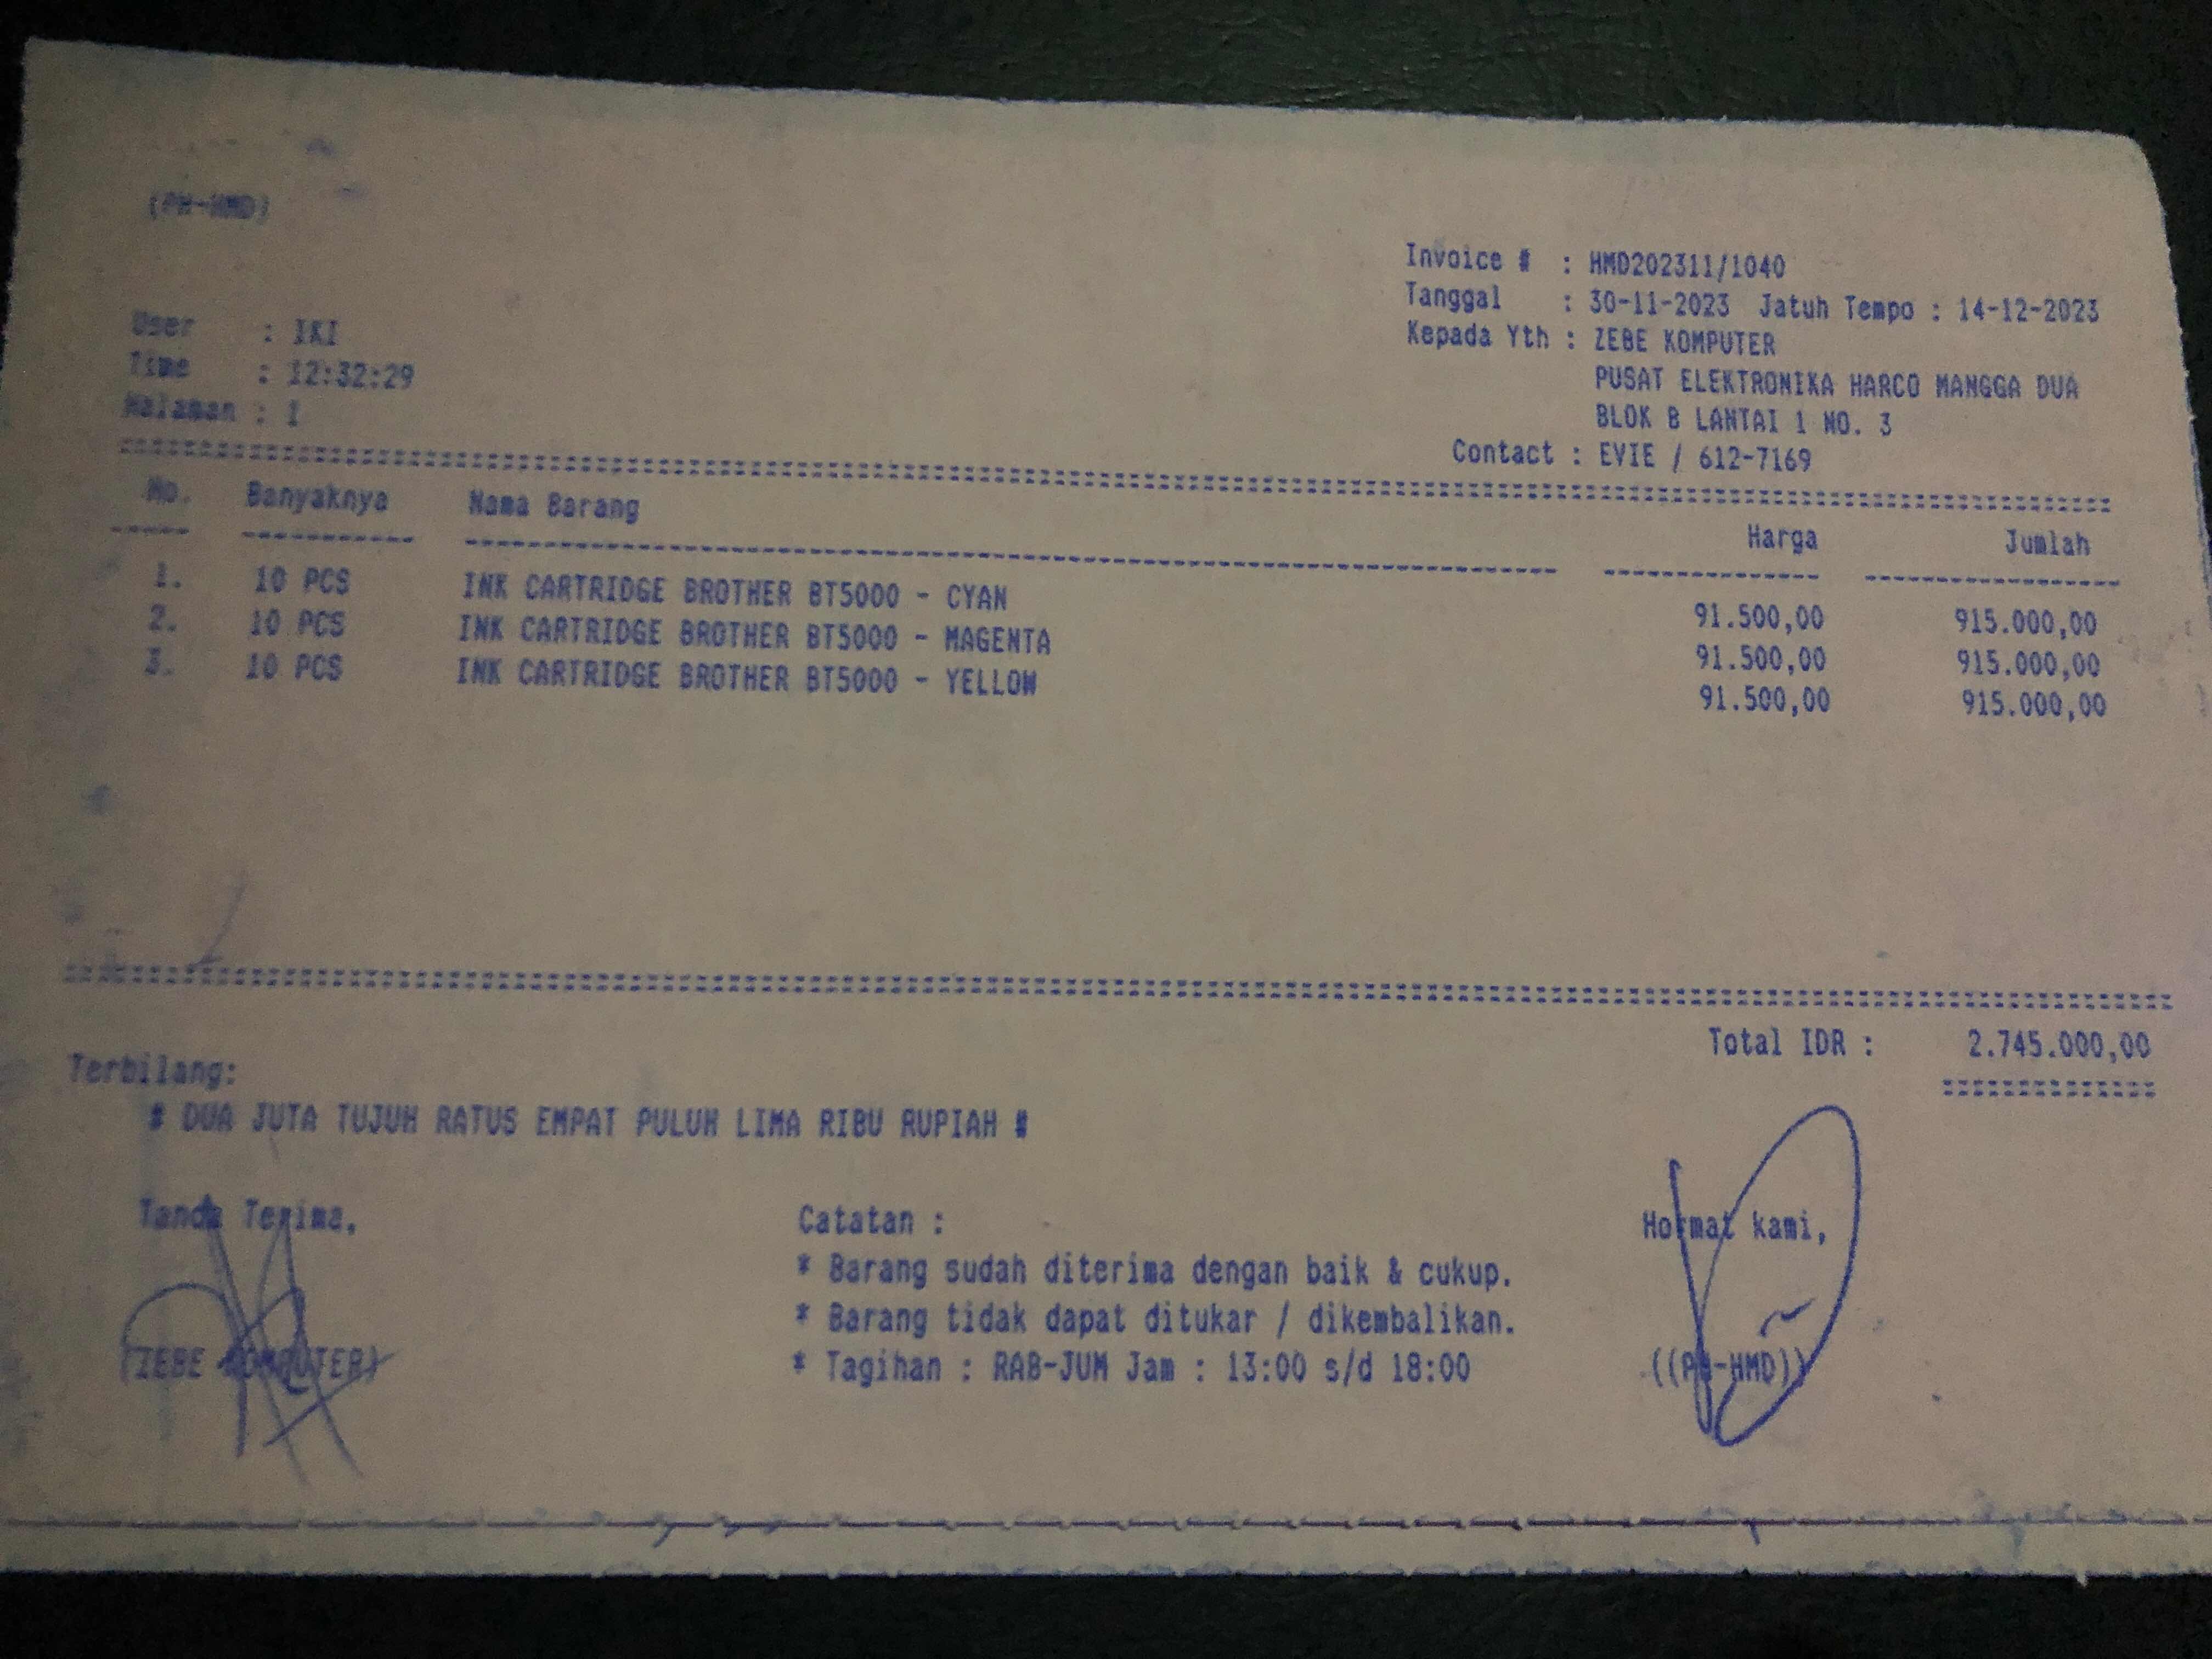 (PH-HMD)
Invoice # : HMD202311/1040
Tanggal : 30-11-2023 Jatuh Tempo : 14-12-2023
Kepada Yth : ZEBE KOMPUTER
PUSAT ELEKTRONIKA HARCO MANGGA DUA
BLOK B LANTAI 1 NO. 3
Contact : EVIE / 612-7169
User : IKI
Time : 12:32:29
Halaman : 1
No. Banyaknya Nama Barang Harga Jumlah
1. 10 PCS INK CARTRIDGE BROTHER BT5000 - CYAN 91.500,00 915.000,00
2. 10 PCS INK CARTRIDGE BROTHER BT5000 - MAGENTA 91.500,00 915.000,00
3. 10 PCS INK CARTRIDGE BROTHER BT5000 - YELLOW 91.500,00 915.000,00
Total IDR : 2.745.000,00
Terbilang:
# DUA JUTA TUJUH RATUS EMPAT PULUH LIMA RIBU RUPIAH #
Tanda Terima,
(ZEBE KOMPUTER)
Catatan :
* Barang sudah diterima dengan baik & cukup.
* Barang tidak dapat ditukar / dikembalikan.
* Tagihan : RAB-JUM Jam : 13:00 s/d 18:00
Hormat kami,
((PH-HMD))